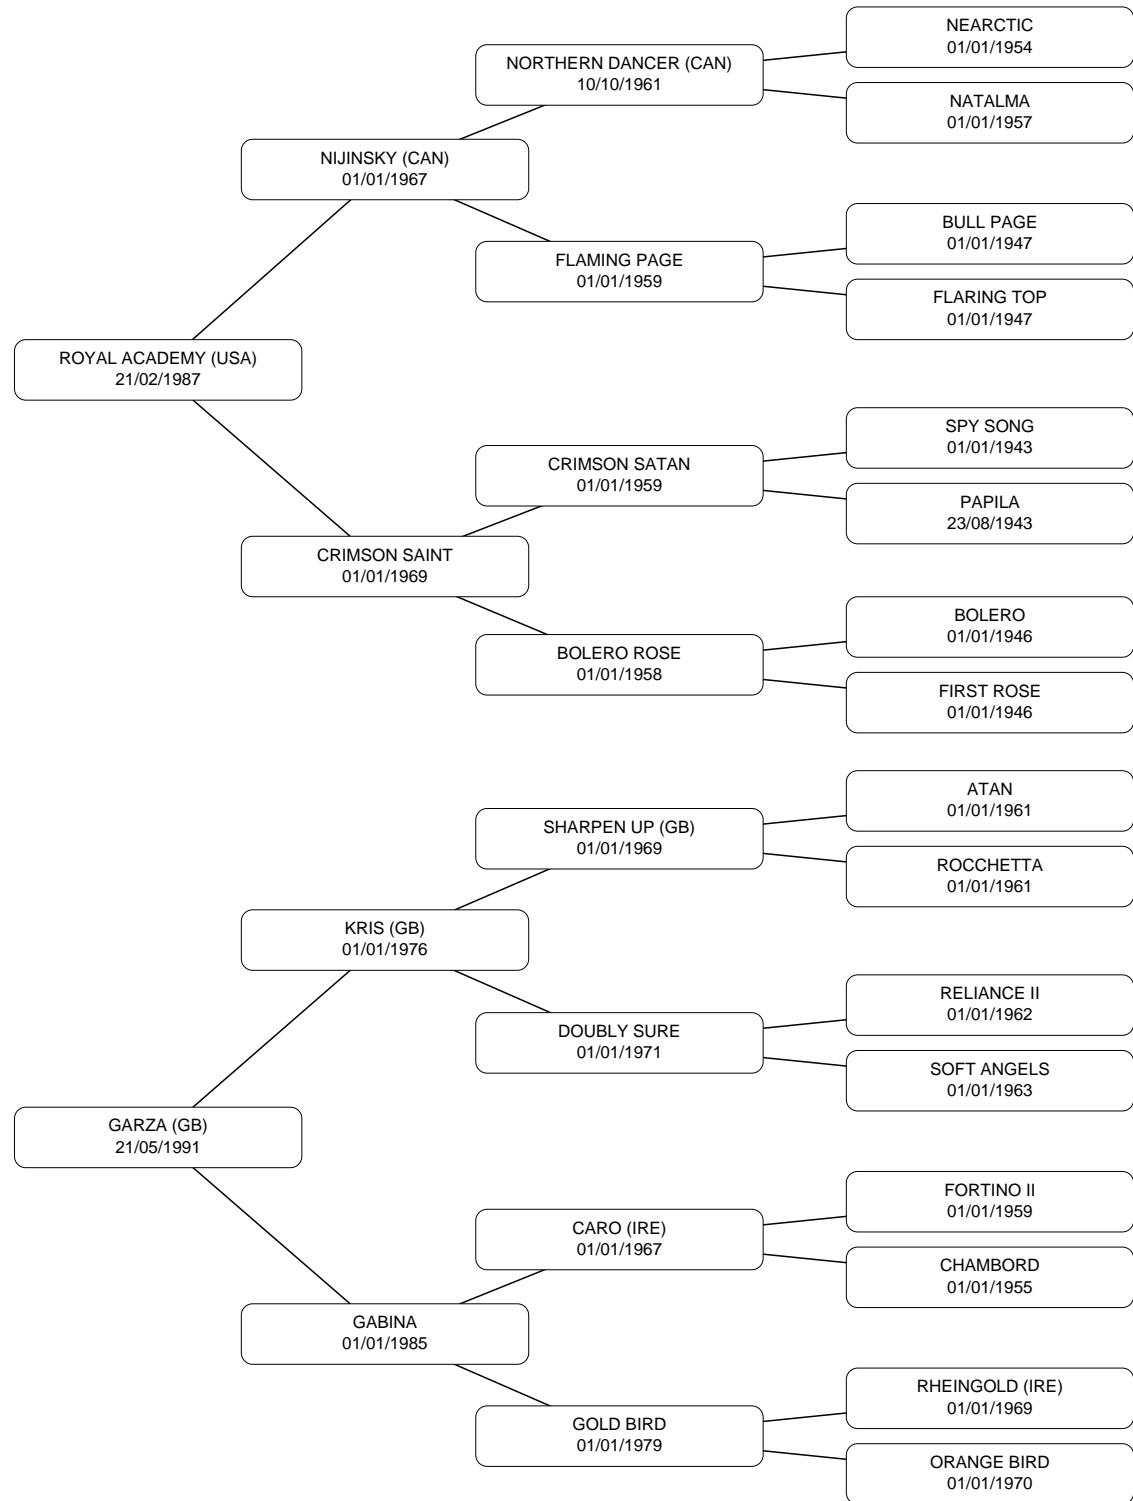 NEARCTIC
01/01/1954
NORTHERN DANCER (CAN)
10/10/1961
NATALMA
01/01/1957
NIJINSKY (CAN)
01/01/1967
BULL PAGE
01/01/1947
FLAMING PAGE
01/01/1959
FLARING TOP
01/01/1947
ROYAL ACADEMY (USA)
21/02/1987
SPY SONG
01/01/1943
CRIMSON SATAN
01/01/1959
PAPILA
23/08/1943
CRIMSON SAINT
01/01/1969
BOLERO
01/01/1946
BOLERO ROSE
01/01/1958
FIRST ROSE
01/01/1946
ATAN
01/01/1961
SHARPEN UP (GB)
01/01/1969
ROCCHETTA
01/01/1961
KRIS (GB)
01/01/1976
RELIANCE II
01/01/1962
DOUBLY SURE
01/01/1971
SOFT ANGELS
01/01/1963
GARZA (GB)
21/05/1991
FORTINO II
01/01/1959
CARO (IRE)
01/01/1967
CHAMBORD
01/01/1955
GABINA
01/01/1985
RHEINGOLD (IRE)
01/01/1969
GOLD BIRD
01/01/1979
ORANGE BIRD
01/01/1970